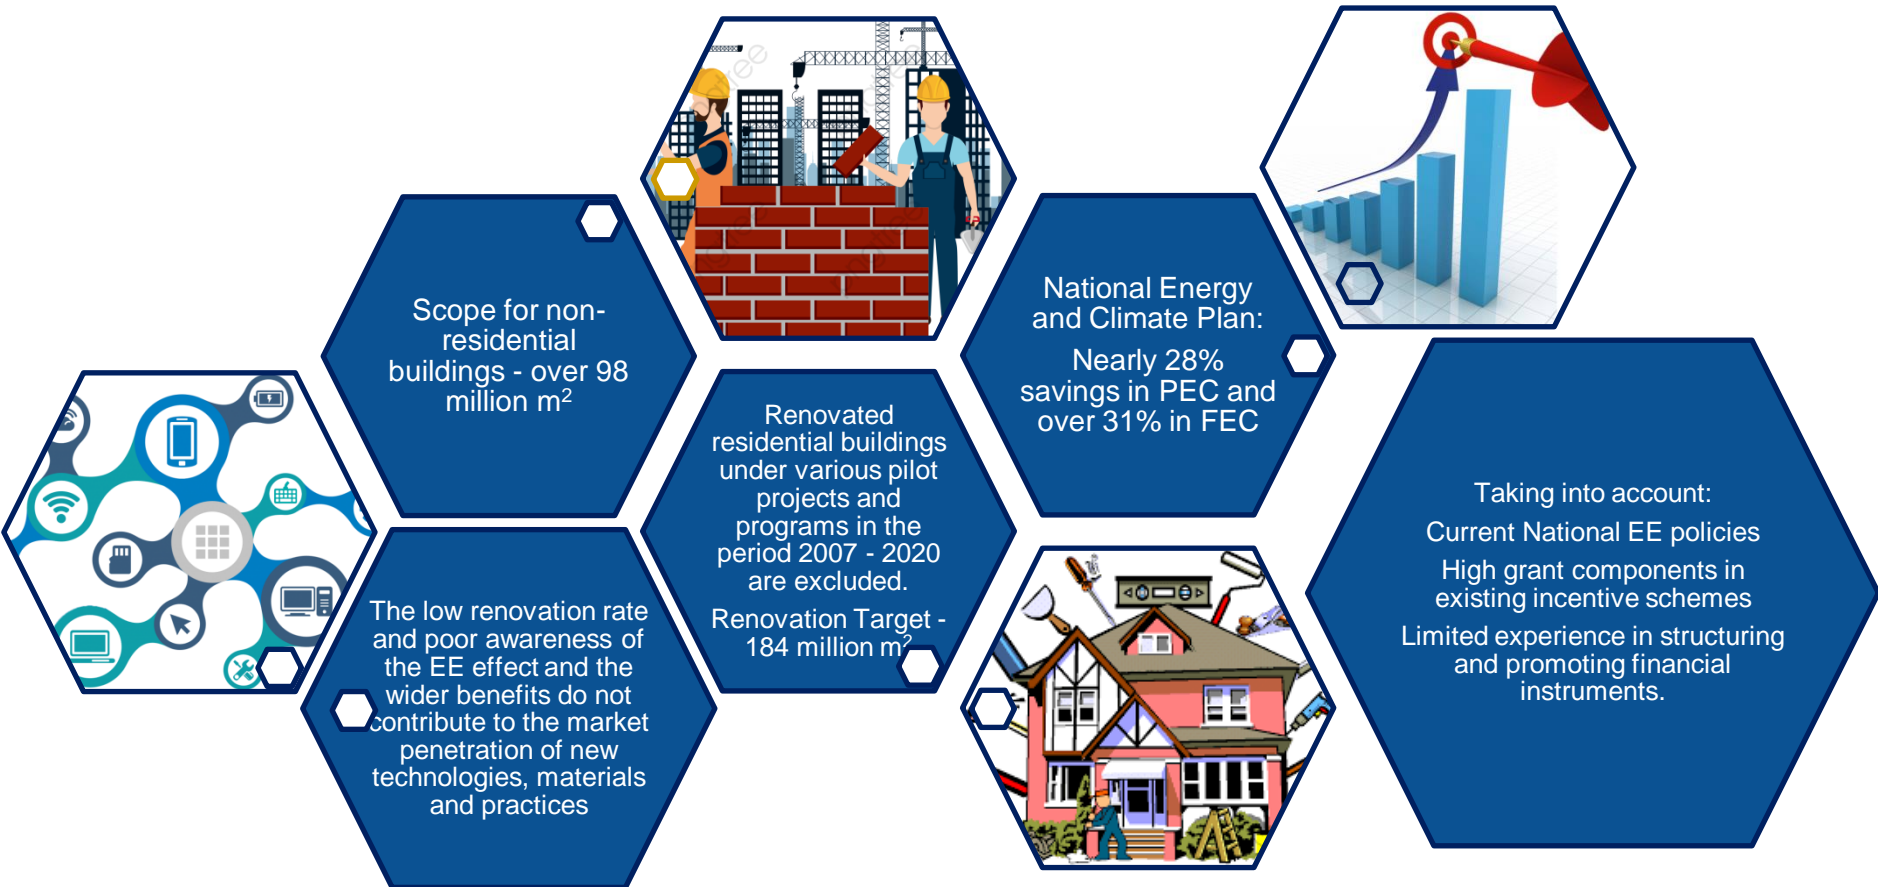 Scope for non-
residential
buildings - over 98
million m²
The low renovation rate
and poor awareness of
the EE effect and the
wider benefits do not
contribute to the market
penetration of new
technologies, materials
and practices
Renovated
residential buildings
under various pilot
projects and
programs in the
period 2007 - 2020
are excluded.
Renovation Target -
184 million m²
National Energy
and Climate Plan:
Nearly 28%
savings in PEC and
over 31% in FEC
Taking into account:
Current National EE policies
High grant components in
existing incentive schemes
Limited experience in structuring
and promoting financial
instruments.